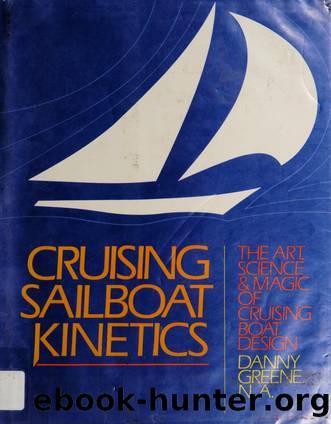 CRUISING
SAILBOAT
KINETICS
THE ART,
SCIENCE
& MAGIC
OF
CRUISING
BOAT
DESIGN
DANNY
GREENE,
N.A.
ebook-hunter.org